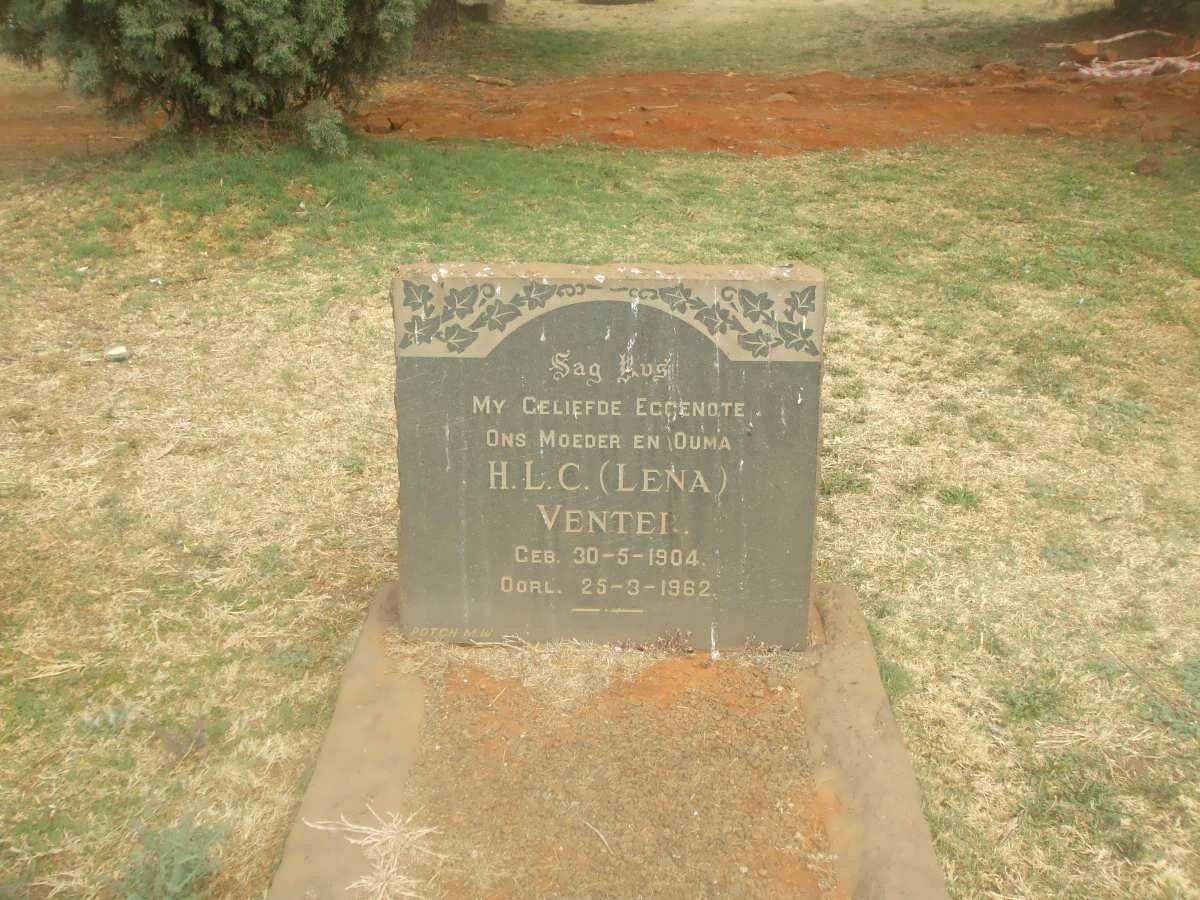 Sag Rus
MY GELIEFDE EGGENOTE
ONS MOEDER EN OUMA
H.L.C. (LENA)
VENTER.
GEB. 30-5-1904.
OORL. 25-3-1962.
POTCH M.W.